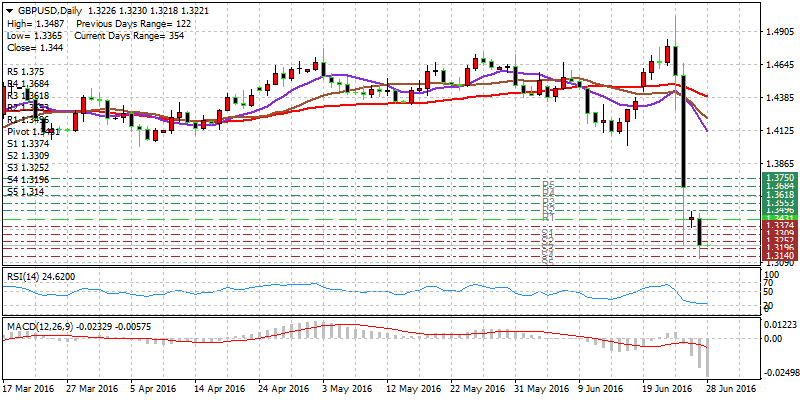 GBPUSD,Daily 1.3226 1.3230 1.3218 1.3221
High= 1.3487 Previous Days Range= 122
Low= 1.3365 Current Days Range= 354
Close= 1.344
R5 1.375
R4 1.3684
R3 1.3618
Pivot
S1 1.3374
S2 1.3309
S3 1.3252
S4 1.3196
S5 1.314
1.4905
1.4645
1.4385
1.4125
1.3865
1.3750
1.3684
1.3618
1.3553
1.3496
1.3374
1.3309
1.3252
1.3196
1.3140
1.3090
RSI(14) 24.6200
100
70
50
0
MACD(12,26,9) -0.02329 -0.00575
0.01223
0.00
-0.02498
17 Mar 2016 27 Mar 2016 5 Apr 2016 14 Apr 2016 24 Apr 2016 3 May 2016 12 May 2016 22 May 2016 31 May 2016 9 Jun 2016 19 Jun 2016 28 Jun 2016